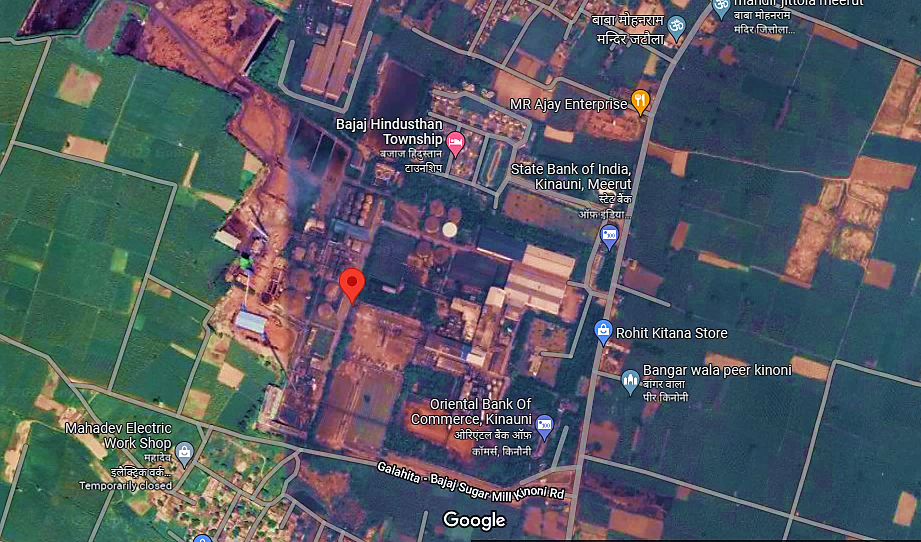 mandir jittola meerut
बाबा मोहनराम
मंदिर जित्तोला...
बाबा मोहनराम
मन्दिर जटौला
MR Ajay Enterprise
Bajaj Hindusthan
Township
बजाज हिंदुस्तान
टाउनशिप
State Bank of India,
Kinauni, Meerut
स्टेट बैंक
ऑफ़ इंडिया...
Rohit Kitana Store
Bangar wala peer kinoni
बांगर वाला
पीर किनोनी
Oriental Bank Of
Commerce, Kinauni
ओरिएंटल बैंक ऑफ़
कॉमर्स, किनौनी
Mahadev Electric
Work Shop
महादेव
इलैक्ट्रिक वर्क...
Temporarily closed
Galahita - Bajaj Sugar Mill Kinoni Rd
Google